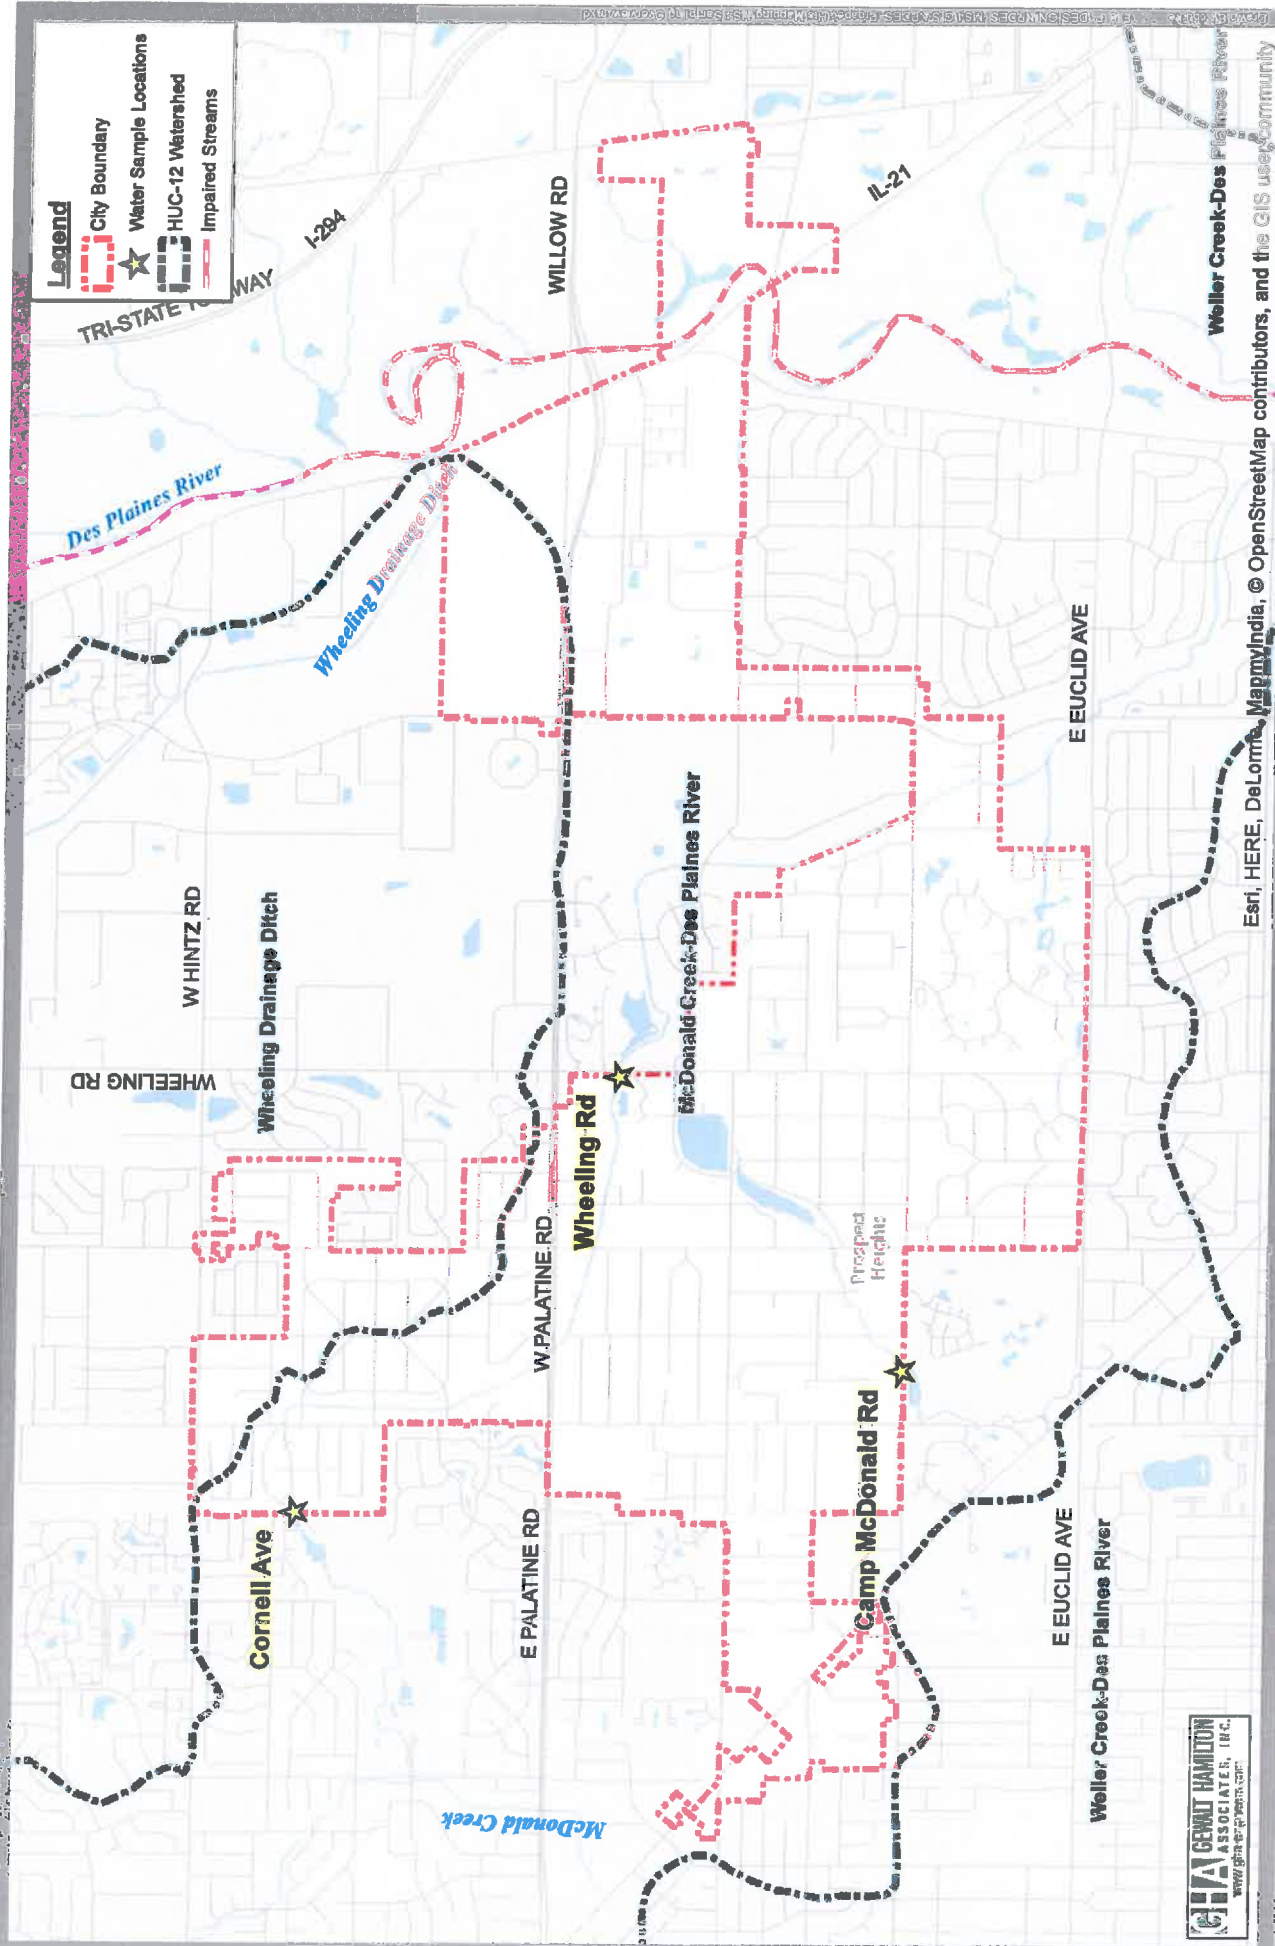 Legend
City Boundary
Water Sample Locations
HUC-12 Watershed
Impaired Streams
I-294
WILLOW RD
IL-21
Weller Creek-Des Plaines River
Des Plaines River
Wheeling Drainage Ditch
E EUCLID AVE
W HINTZ RD
Wheeling Drainage Ditch
WHEELING RD
McDonald Creek-Des Plaines River
Wheeling Rd
W PALATINE RD
Prospect
Heights
Camp McDonald Rd
Cornell Ave
E PALATINE RD
E EUCLID AVE
Weller Creek-Des Plaines River
McDonald Creek
GHA GEWALT HAMILTON
ASSOCIATES, INC.
Esri, HERE, DeLorme, MapmyIndia, © OpenStreetMap contributors, and the GIS user community
TRI-STATE